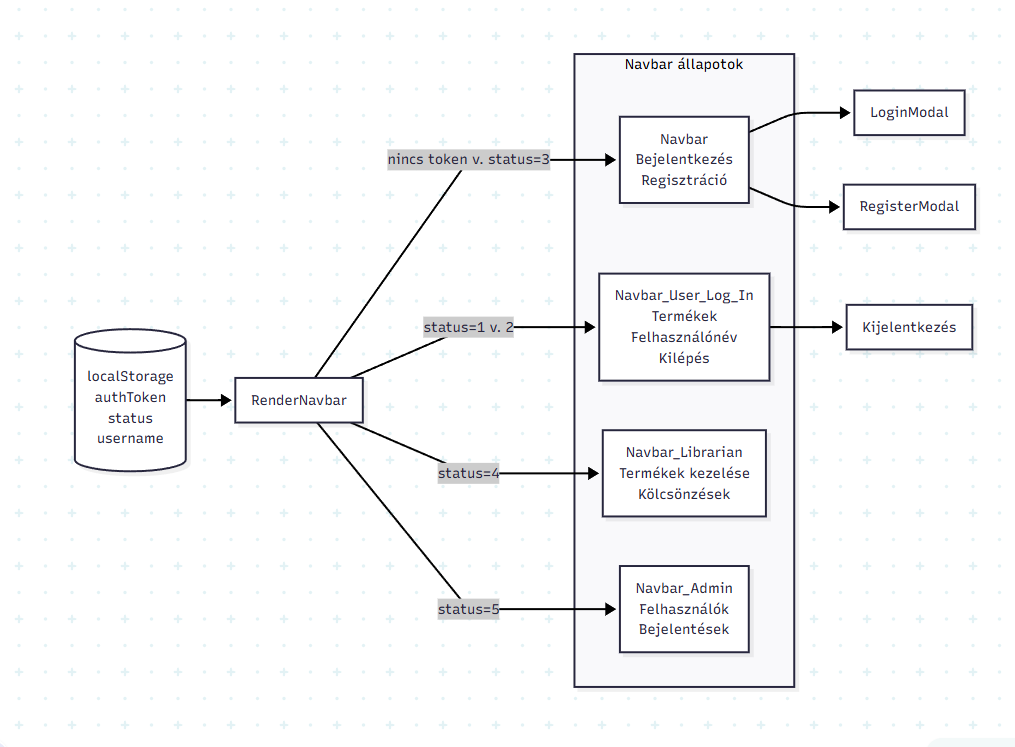 Navbar állapotok
localStorage
authToken
status
username
RenderNavbar
nincs token v. status=3
status=1 v. 2
status=4
status=5
Navbar
Bejelentkezés
Regisztráció
Navbar_User_Log_In
Termékek
Felhasználónév
Kilépés
Navbar_Librarian
Termékek kezelése
Kölcsönzések
Navbar_Admin
Felhasználók
Bejelentések
LoginModal
RegisterModal
Kijelentkezés